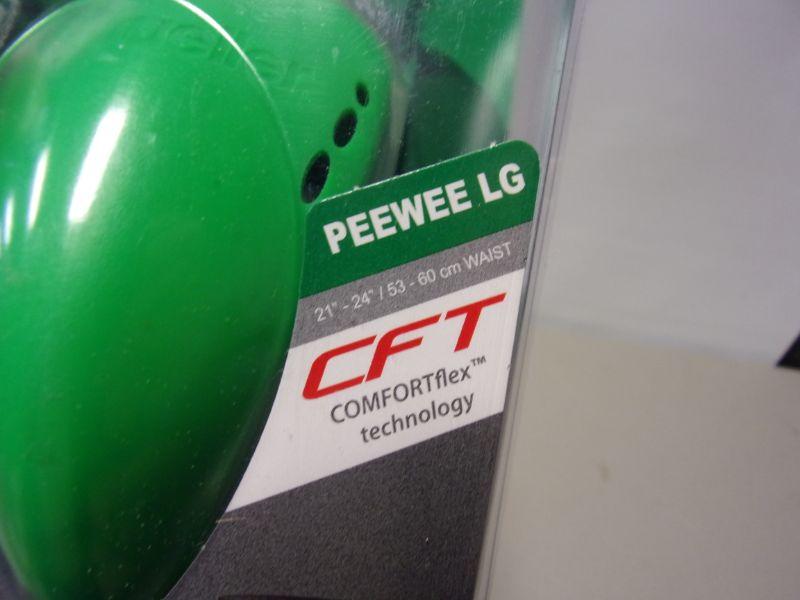 PEEWEE LG
21" - 24" / 53 - 60 cm WAIST
CFT
COMFORTflex™
technology